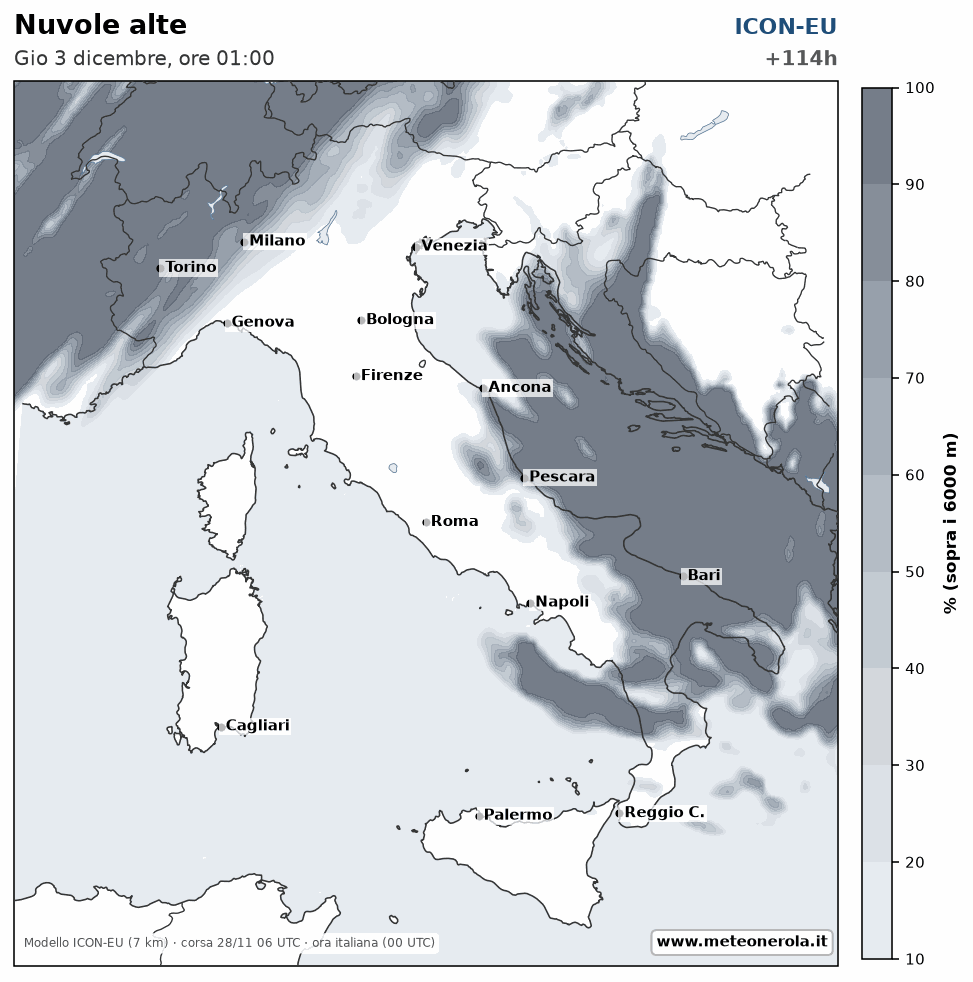 Nuvole alte
ICON-EU
Gio 3 dicembre, ore 01:00
+114h
Milano
Venezia
Torino
Genova
Bologna
Firenze
Ancona
Pescara
Roma
Bari
Napoli
Cagliari
Palermo
Reggio C.
100
90
80
70
60
50
40
30
20
10
% (sopra i 6000 m)
Modello ICON-EU (7 km) · corsa 28/11 06 UTC · ora italiana (00 UTC)
www.meteonerola.it